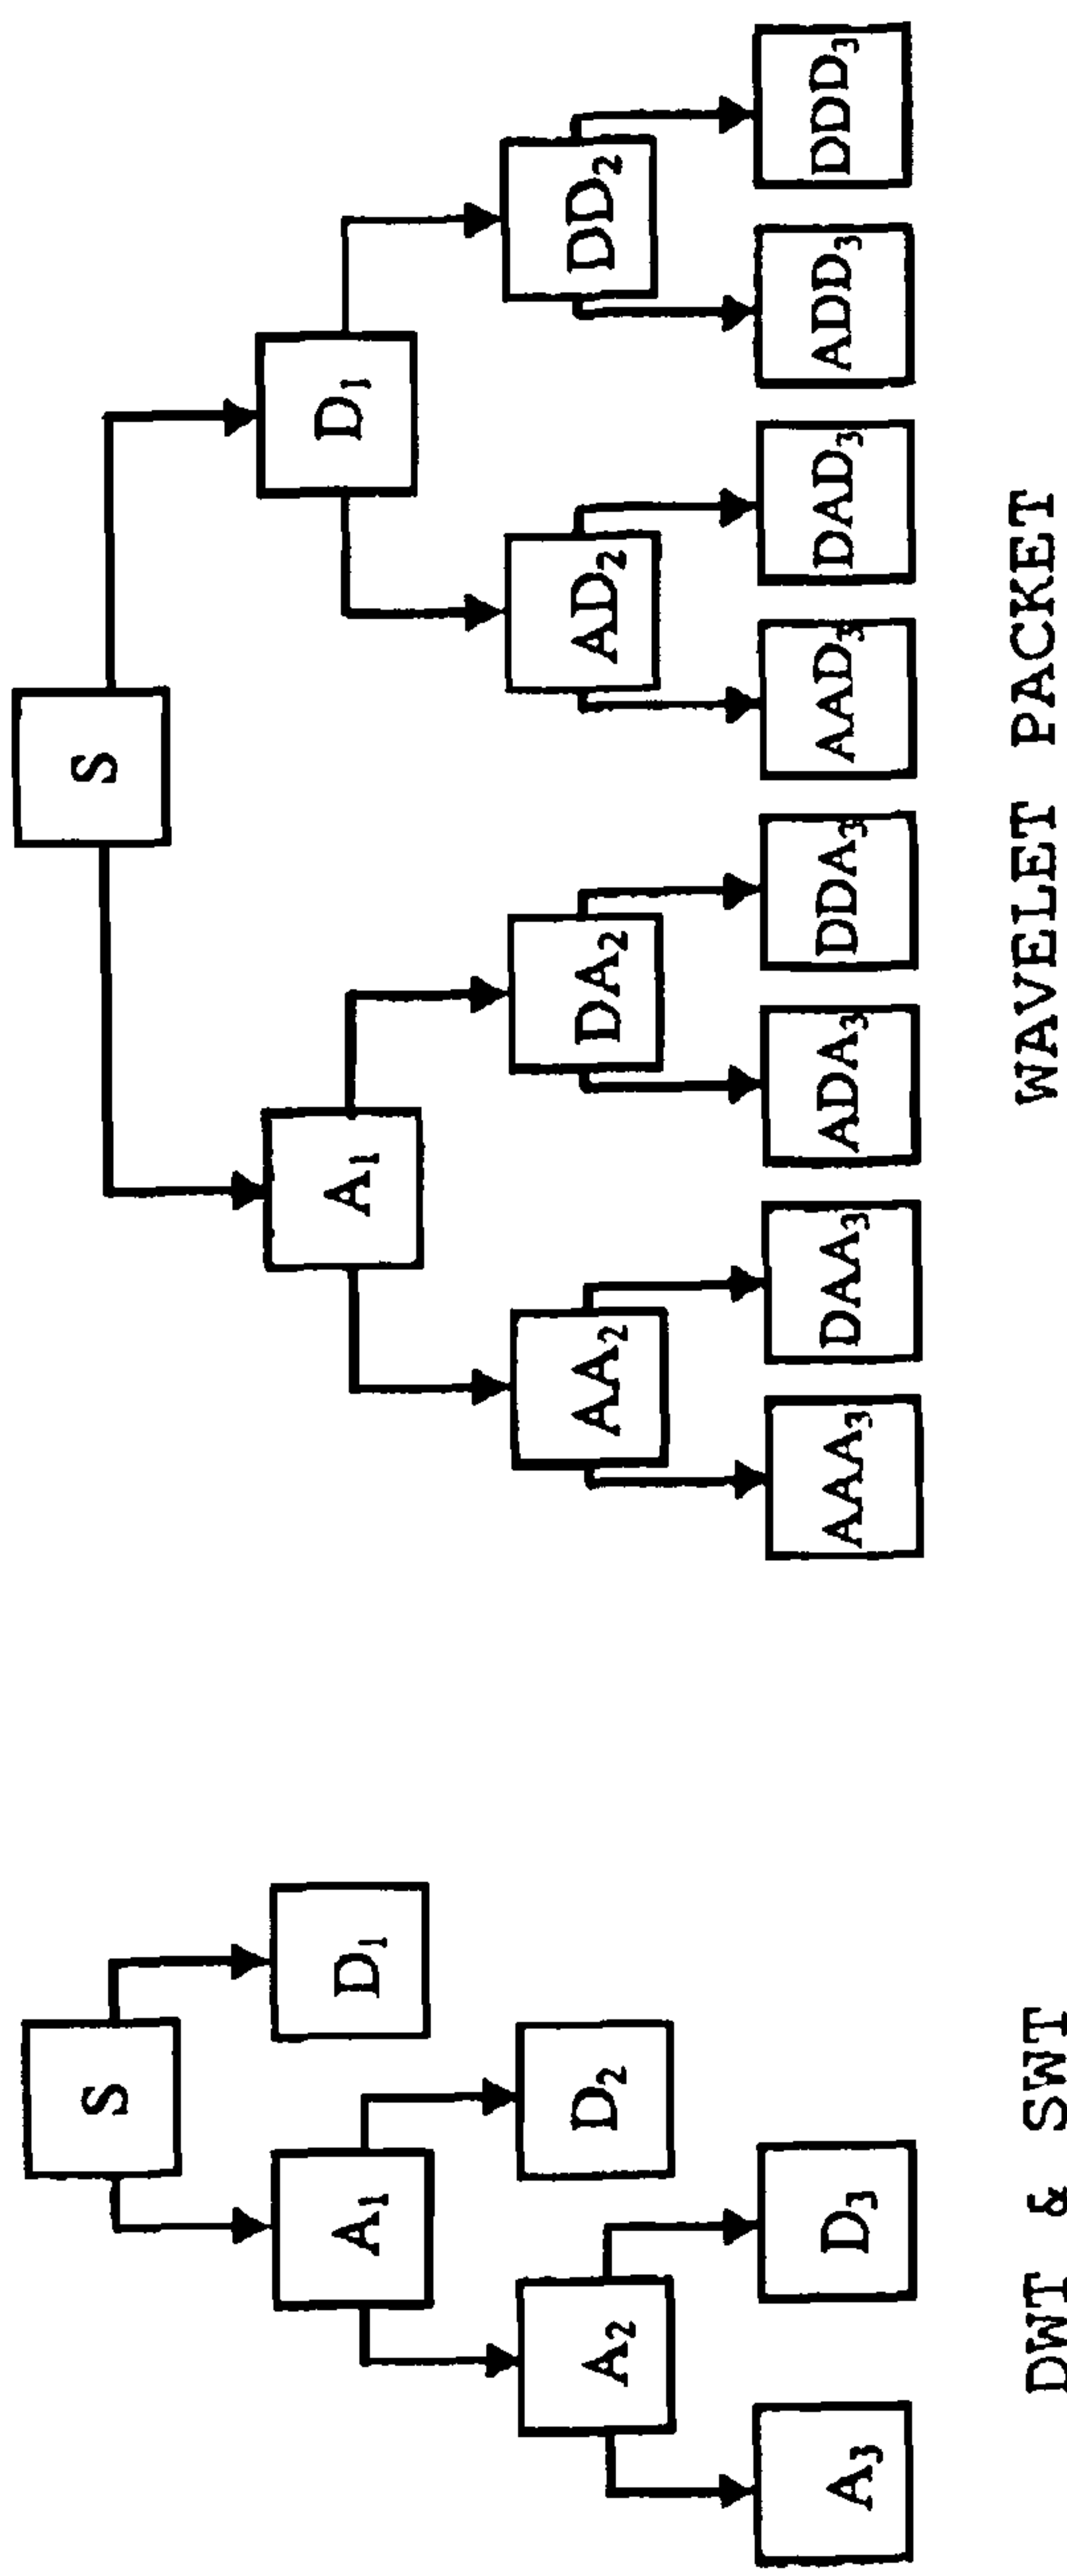 S
A₁ D₁
A₂ D₂
A₃ D₃
DWT & SWT
S
A₁ D₁
AA₂ DA₂ AD₂ DD₂
AAA₃ DAA₃ ADA₃ DDA₃ AAD₃ DAD₃ ADD₃ DDD₃
WAVELET PACKET